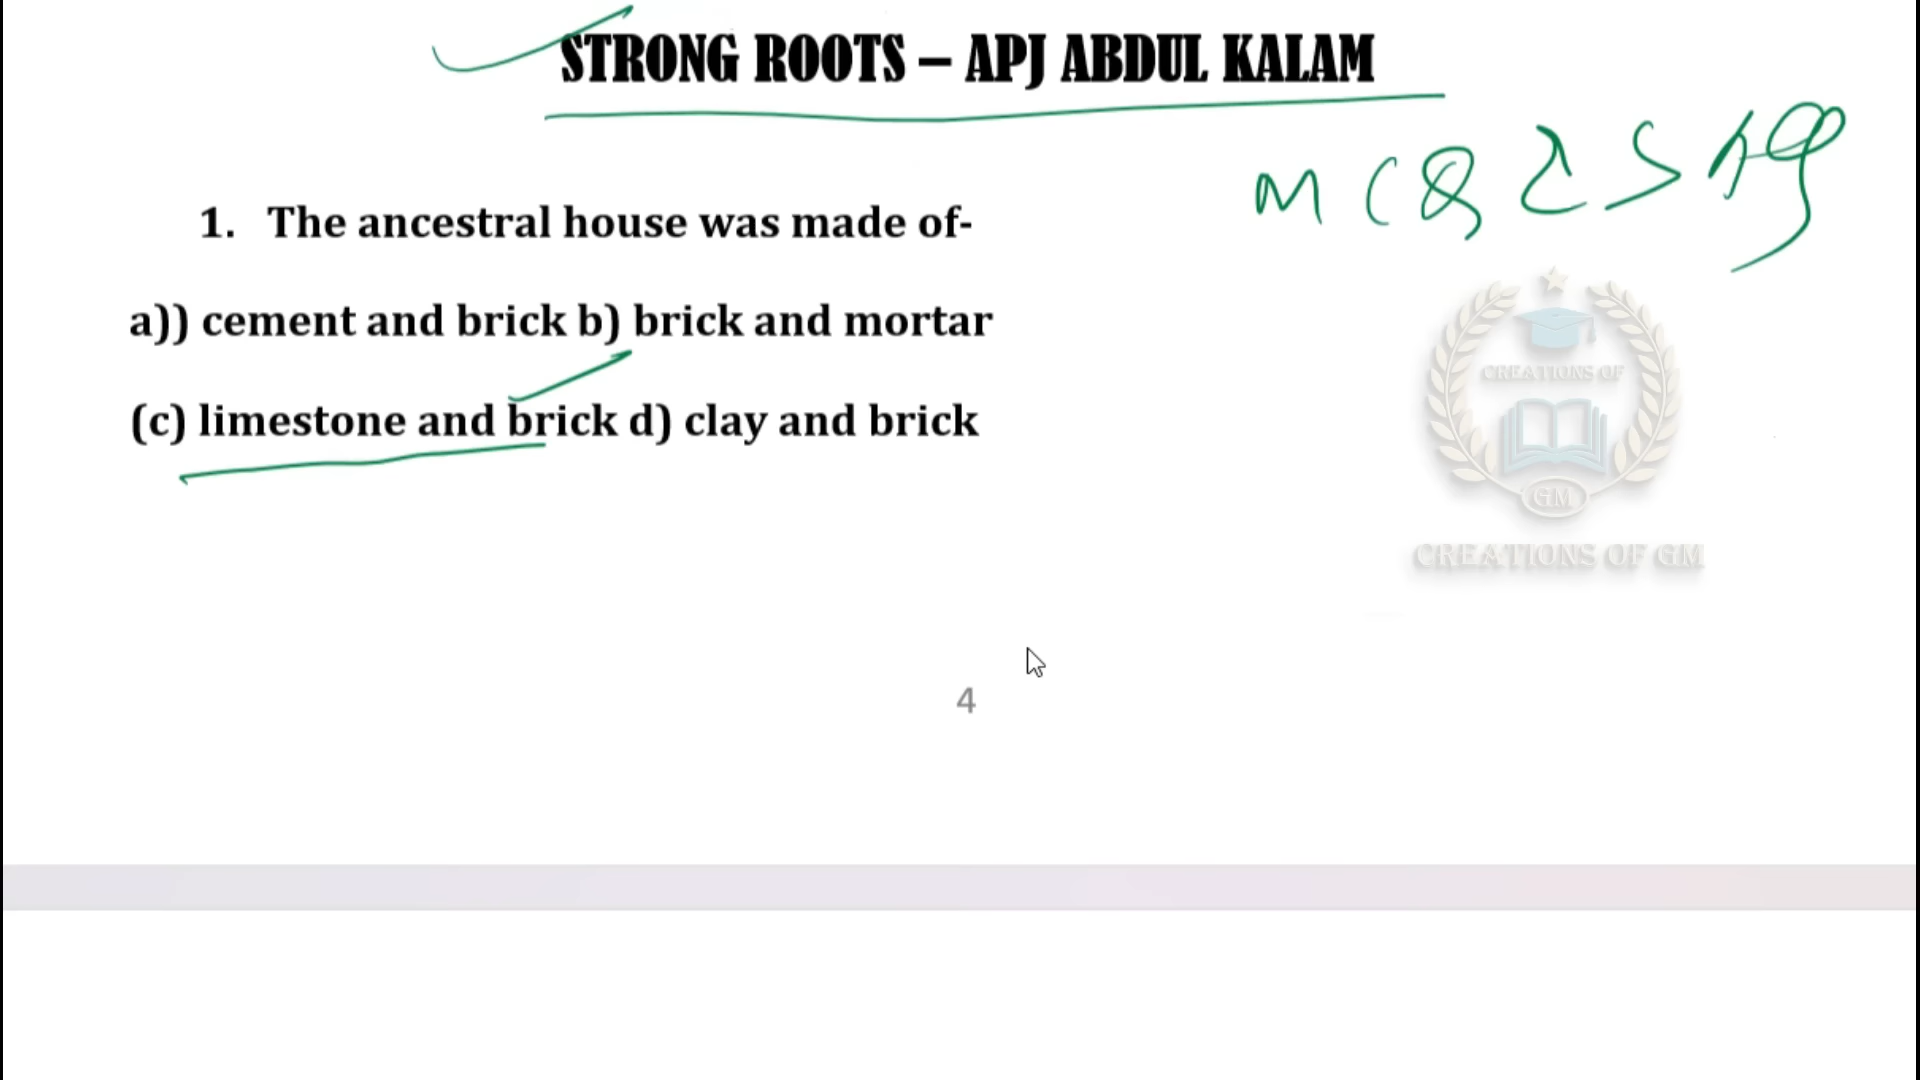 STRONG ROOTS – APJ ABDUL KALAM
MCQ
1. The ancestral house was made of-
a)) cement and brick b) brick and mortar
(c) limestone and brick d) clay and brick
CREATIONS OF
GM
CREATIONS OF GM
4